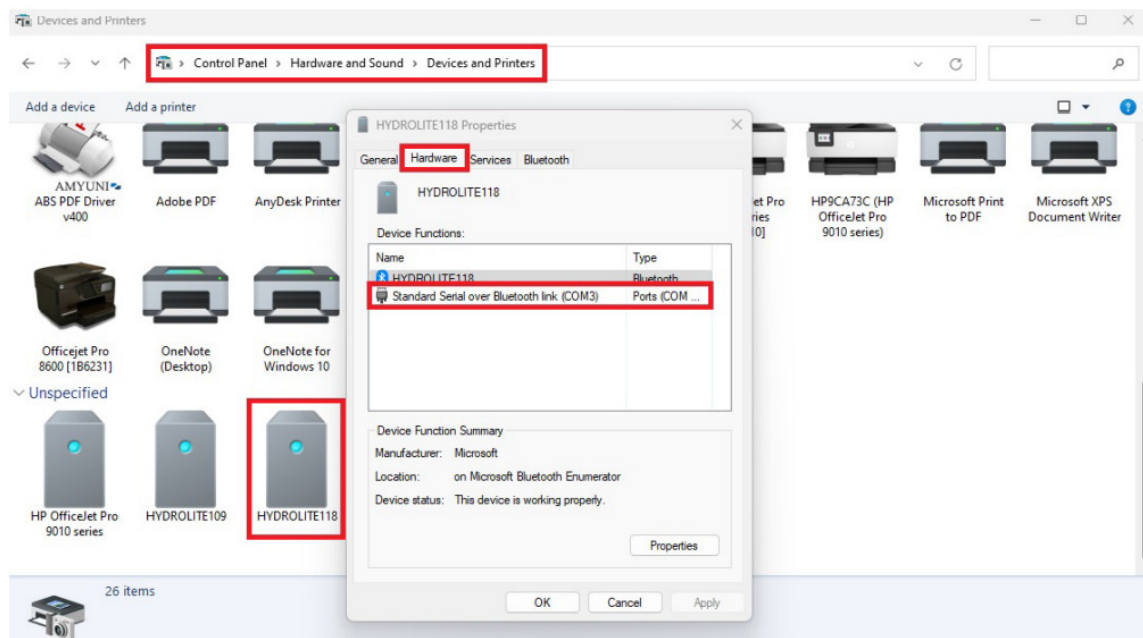 Devices and Printers
Control Panel > Hardware and Sound > Devices and Printers
Add a device Add a printer
AMYUNI
ABS PDF Driver
v400
Adobe PDF
AnyDesk Printer
et Pro
ries
0]
HP9CA73C (HP
OfficeJet Pro
9010 series)
Microsoft Print
to PDF
Microsoft XPS
Document Writer
Officejet Pro
8600 [1B6231]
OneNote
(Desktop)
OneNote for
Windows 10
Unspecified
HP OfficeJet Pro
9010 series
HYDROLITE109
HYDROLITE118
26 items
HYDROLITE118 Properties
General Hardware Services Bluetooth
HYDROLITE118
Device Functions:
Name Type
HYDROLITE118 Bluetooth
Standard Serial over Bluetooth link (COM3) Ports (COM ...
Device Function Summary
Manufacturer: Microsoft
Location: on Microsoft Bluetooth Enumerator
Device status: This device is working properly.
Properties
OK Cancel Apply